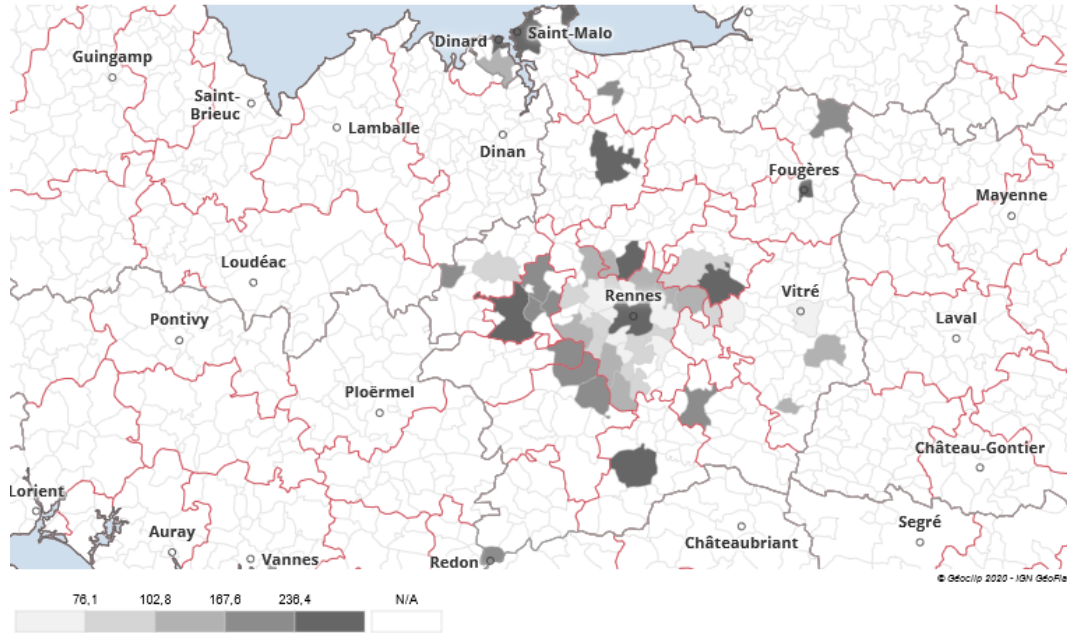 Dinard
Saint-Malo
Guingamp
Saint-
Brieuc
Lamballe
Dinan
Fougères
Mayenne
Loudéac
Rennes
Vitré
Pontivy
Laval
Ploërmel
Château-Gontier
Lorient
Auray
Vannes
Redon
Châteaubriant
Segré
© Géoclip 2020 - IGN GéoFla
76,1 102,8 167,6 236,4 N/A